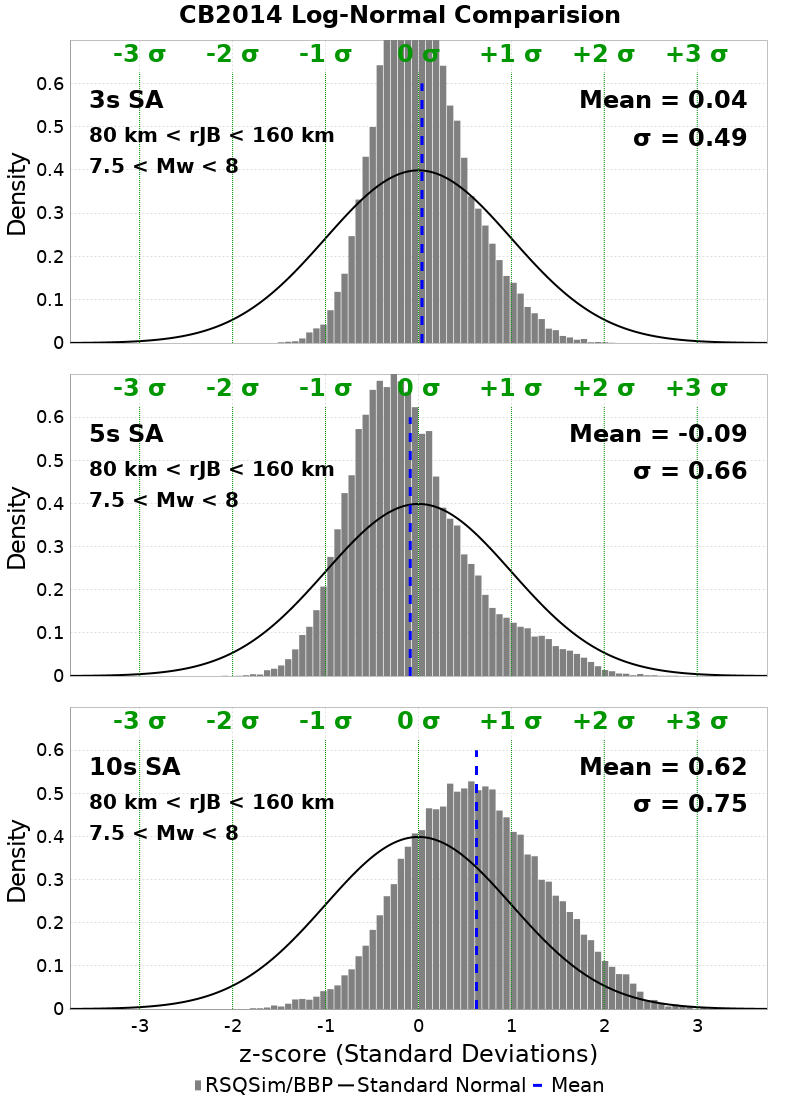 CB2014 Log-Normal Comparision
-3 σ -2 σ -1 σ 0 σ +1 σ +2 σ +3 σ
3s SA
Mean = 0.04
80 km < rJB < 160 km
σ = 0.49
7.5 < Mw < 8
Density
0.6
0.5
0.4
0.3
0.2
0.1
0
-3 σ -2 σ -1 σ 0 σ +1 σ +2 σ +3 σ
5s SA
Mean = -0.09
80 km < rJB < 160 km
σ = 0.66
7.5 < Mw < 8
Density
0.6
0.5
0.4
0.3
0.2
0.1
0
-3 σ -2 σ -1 σ 0 σ +1 σ +2 σ +3 σ
10s SA
Mean = 0.62
80 km < rJB < 160 km
σ = 0.75
7.5 < Mw < 8
Density
0.6
0.5
0.4
0.3
0.2
0.1
0
-3 -2 -1 0 1 2 3
z-score (Standard Deviations)
RSQSim/BBP Standard Normal Mean